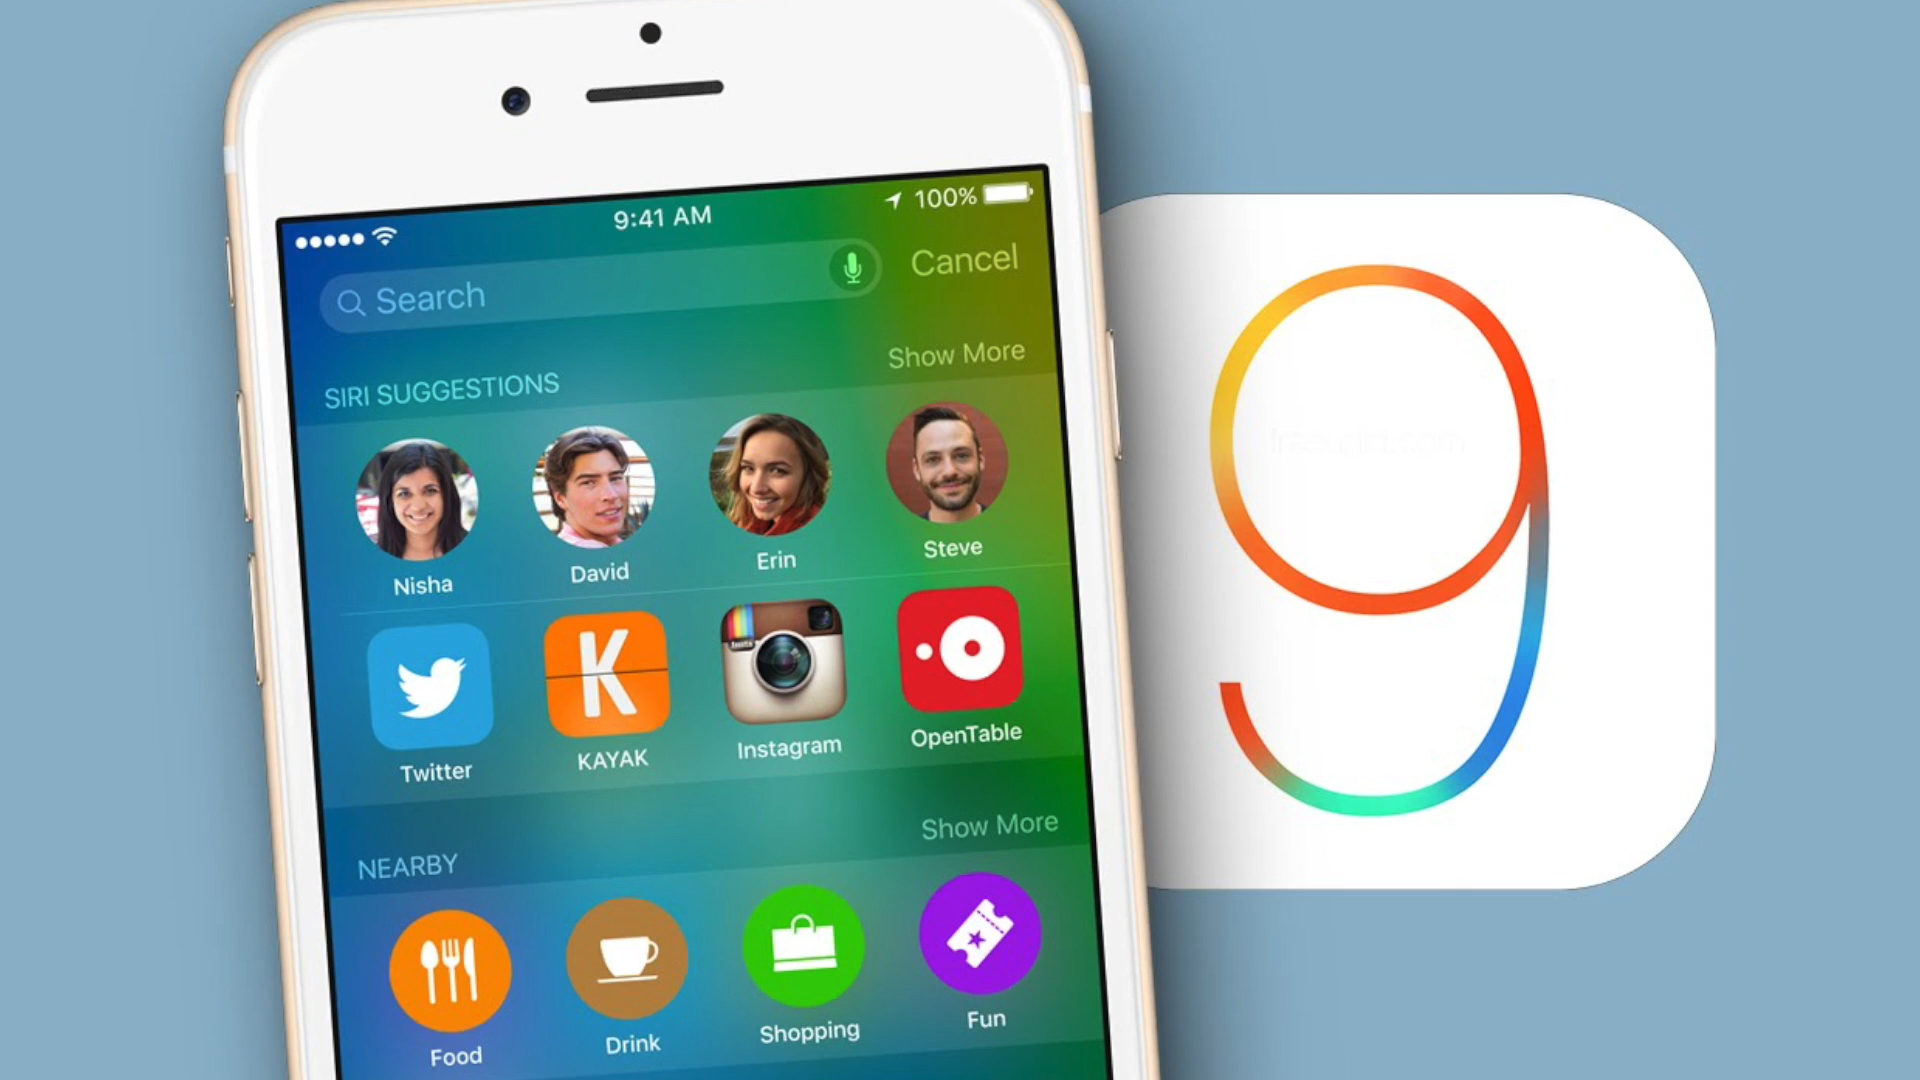 9:41 AM
100%
Search
Cancel
SIRI SUGGESTIONS
Show More
Nisha
David
Erin
Steve
Twitter
KAYAK
Instagram
OpenTable
NEARBY
Show More
Food
Drink
Shopping
Fun
K
9